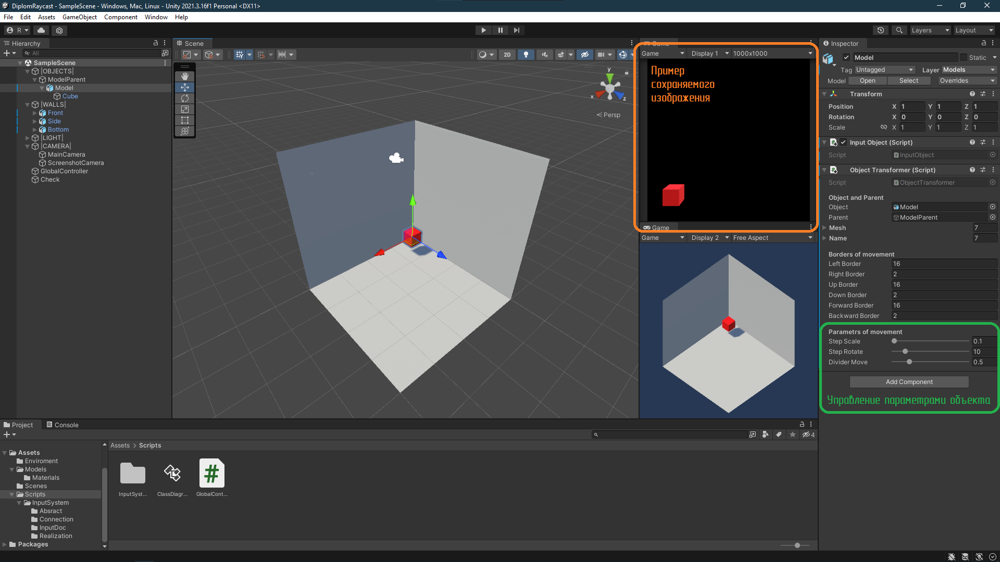 DiplomRaycast - SampleScene - Windows, Mac, Linux - Unity 2021.3.16f1 Personal <DX11>
File Edit Assets GameObject Component Window Help
R Layers Layout
Hierarchy
All
SampleScene
|OBJECTS|
ModelParent
Model
Cube
|WALLS|
Front
Side
Bottom
|LIGHT|
|CAMERA|
MainCamera
ScreenshotCamera
GlobalController
Check
Scene
2D
y
x
z
Persp
Game
Game Display 1 1000x1000
Пример
сохраняемого
изображения
Game
Game Display 2 Free Aspect
Inspector
Model Static
Tag Untagged Layer Models
Model Open Select Overrides
Transform
Position X 1 Y 1 Z 1
Rotation X 0 Y 0 Z 0
Scale X 1 Y 1 Z 1
# Input Object (Script)
Script InputObject
# Object Transformer (Script)
Script ObjectTransformer
Object and Parent
Object Model
Parent ModelParent
Mesh 7
Name 7
Borders of movement
Left Border 16
Right Border 2
Up Border 16
Down Border 2
Forward Border 16
Backward Border 2
Parametrs of movement
Step Scale 0.1
Step Rotate 10
Divider Move 0.5
Add Component
Управление параметрами объекта
Project Console
4
Assets
Enviroment
Models
Materials
Scenes
Scripts
InputSystem
Absract
Connection
InputDoc
Realization
Packages
Assets > Scripts
#
InputSyst... ClassDiagr... GlobalCont...